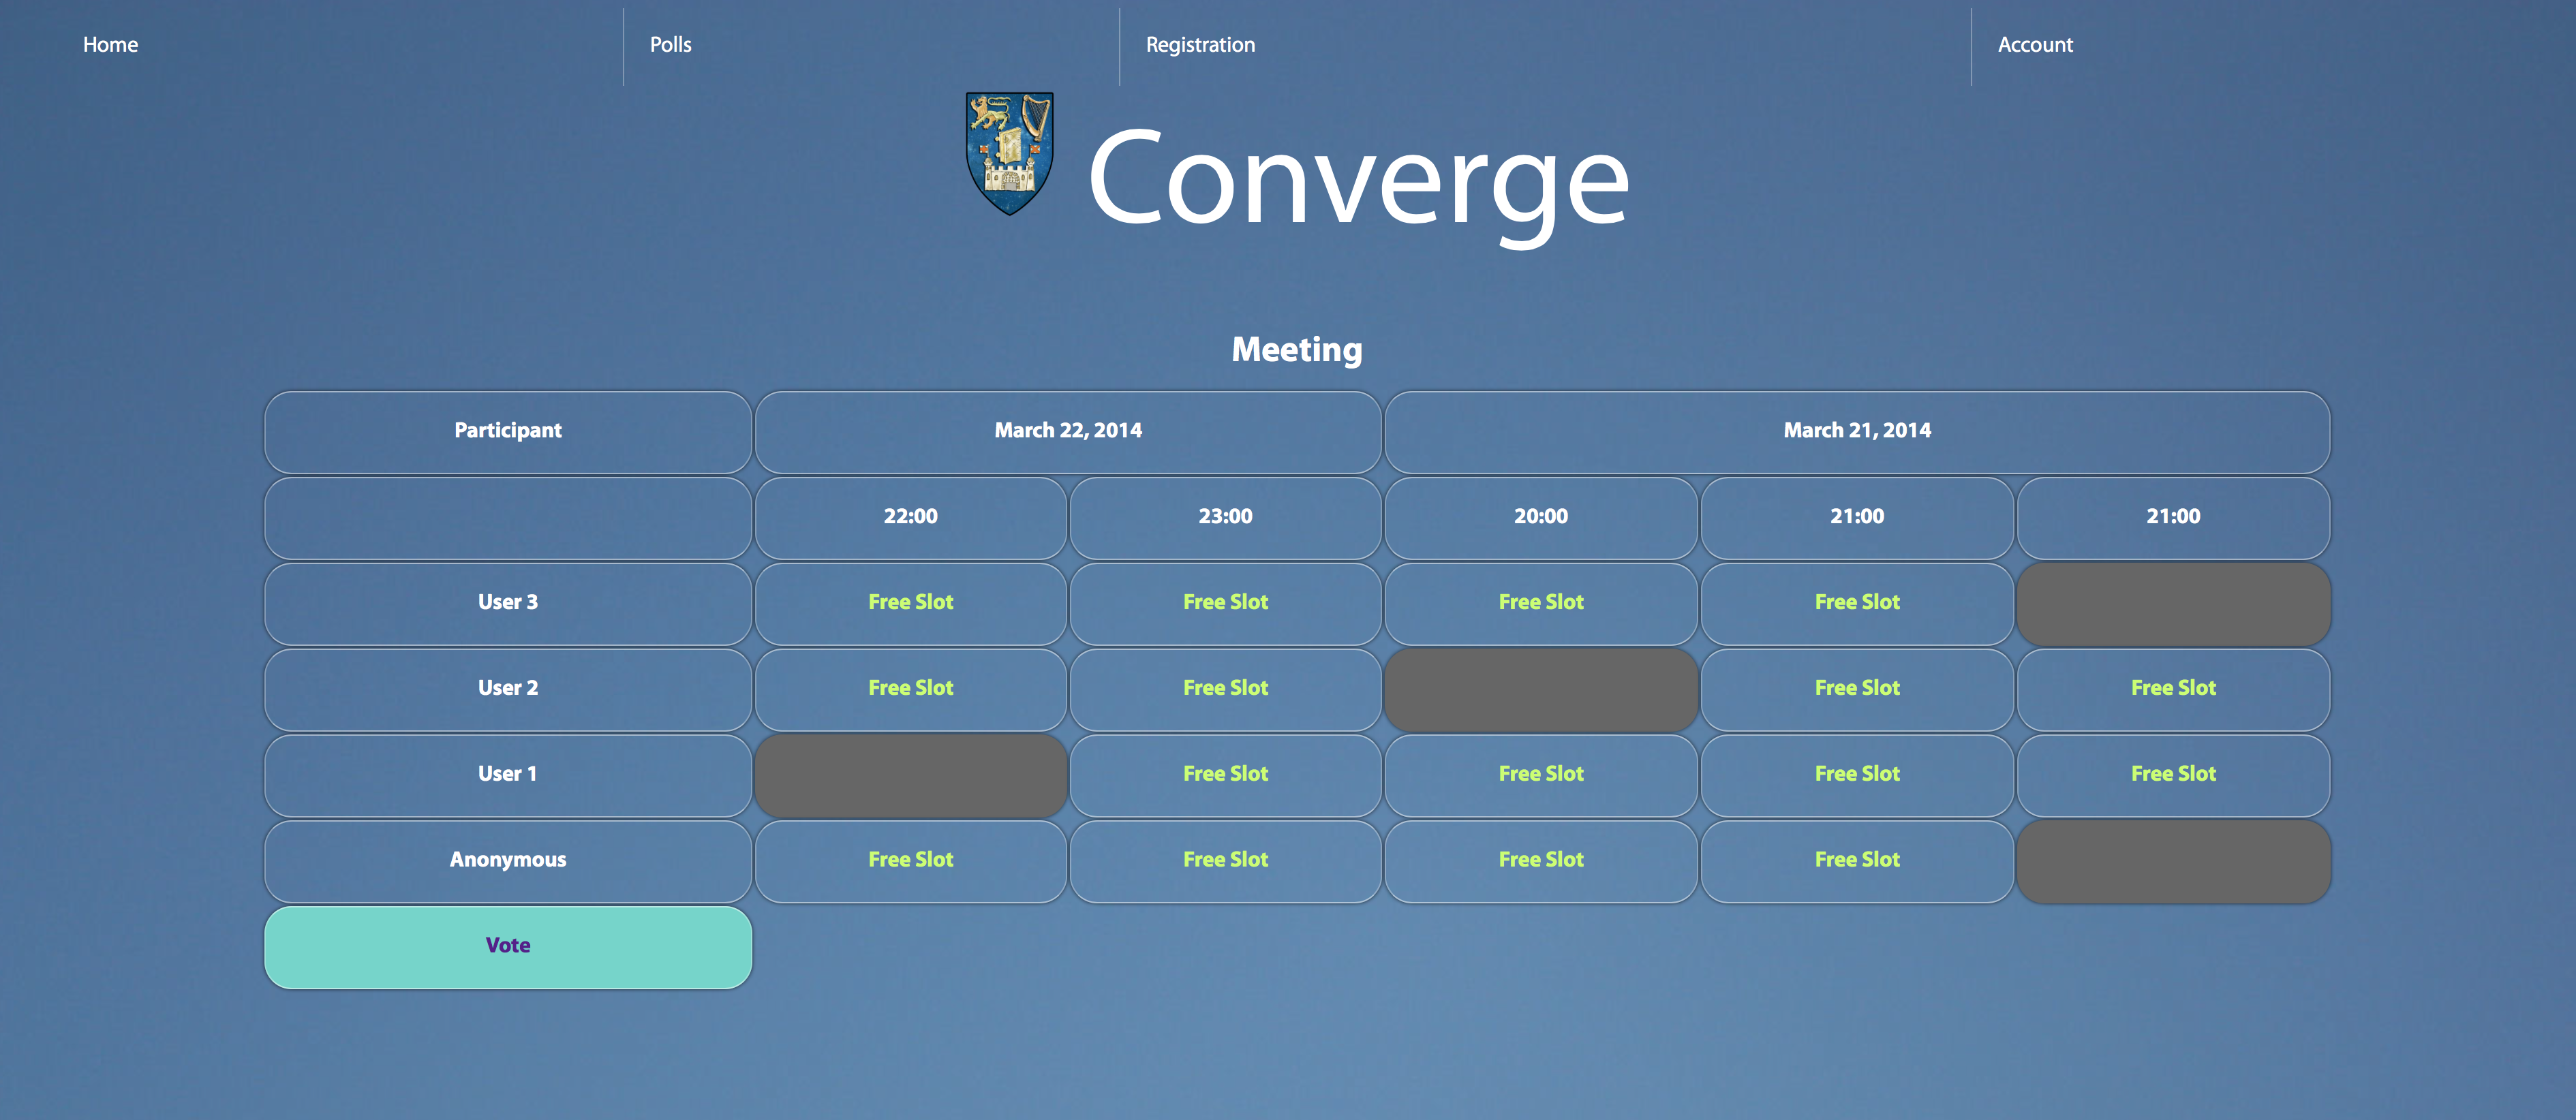 Home Polls Registration Account
Converge
Meeting
Participant March 22, 2014 March 21, 2014
22:00 23:00 20:00 21:00 21:00
User 3 Free Slot Free Slot Free Slot Free Slot
User 2 Free Slot Free Slot Free Slot Free Slot
User 1 Free Slot Free Slot Free Slot Free Slot
Anonymous Free Slot Free Slot Free Slot Free Slot
Vote